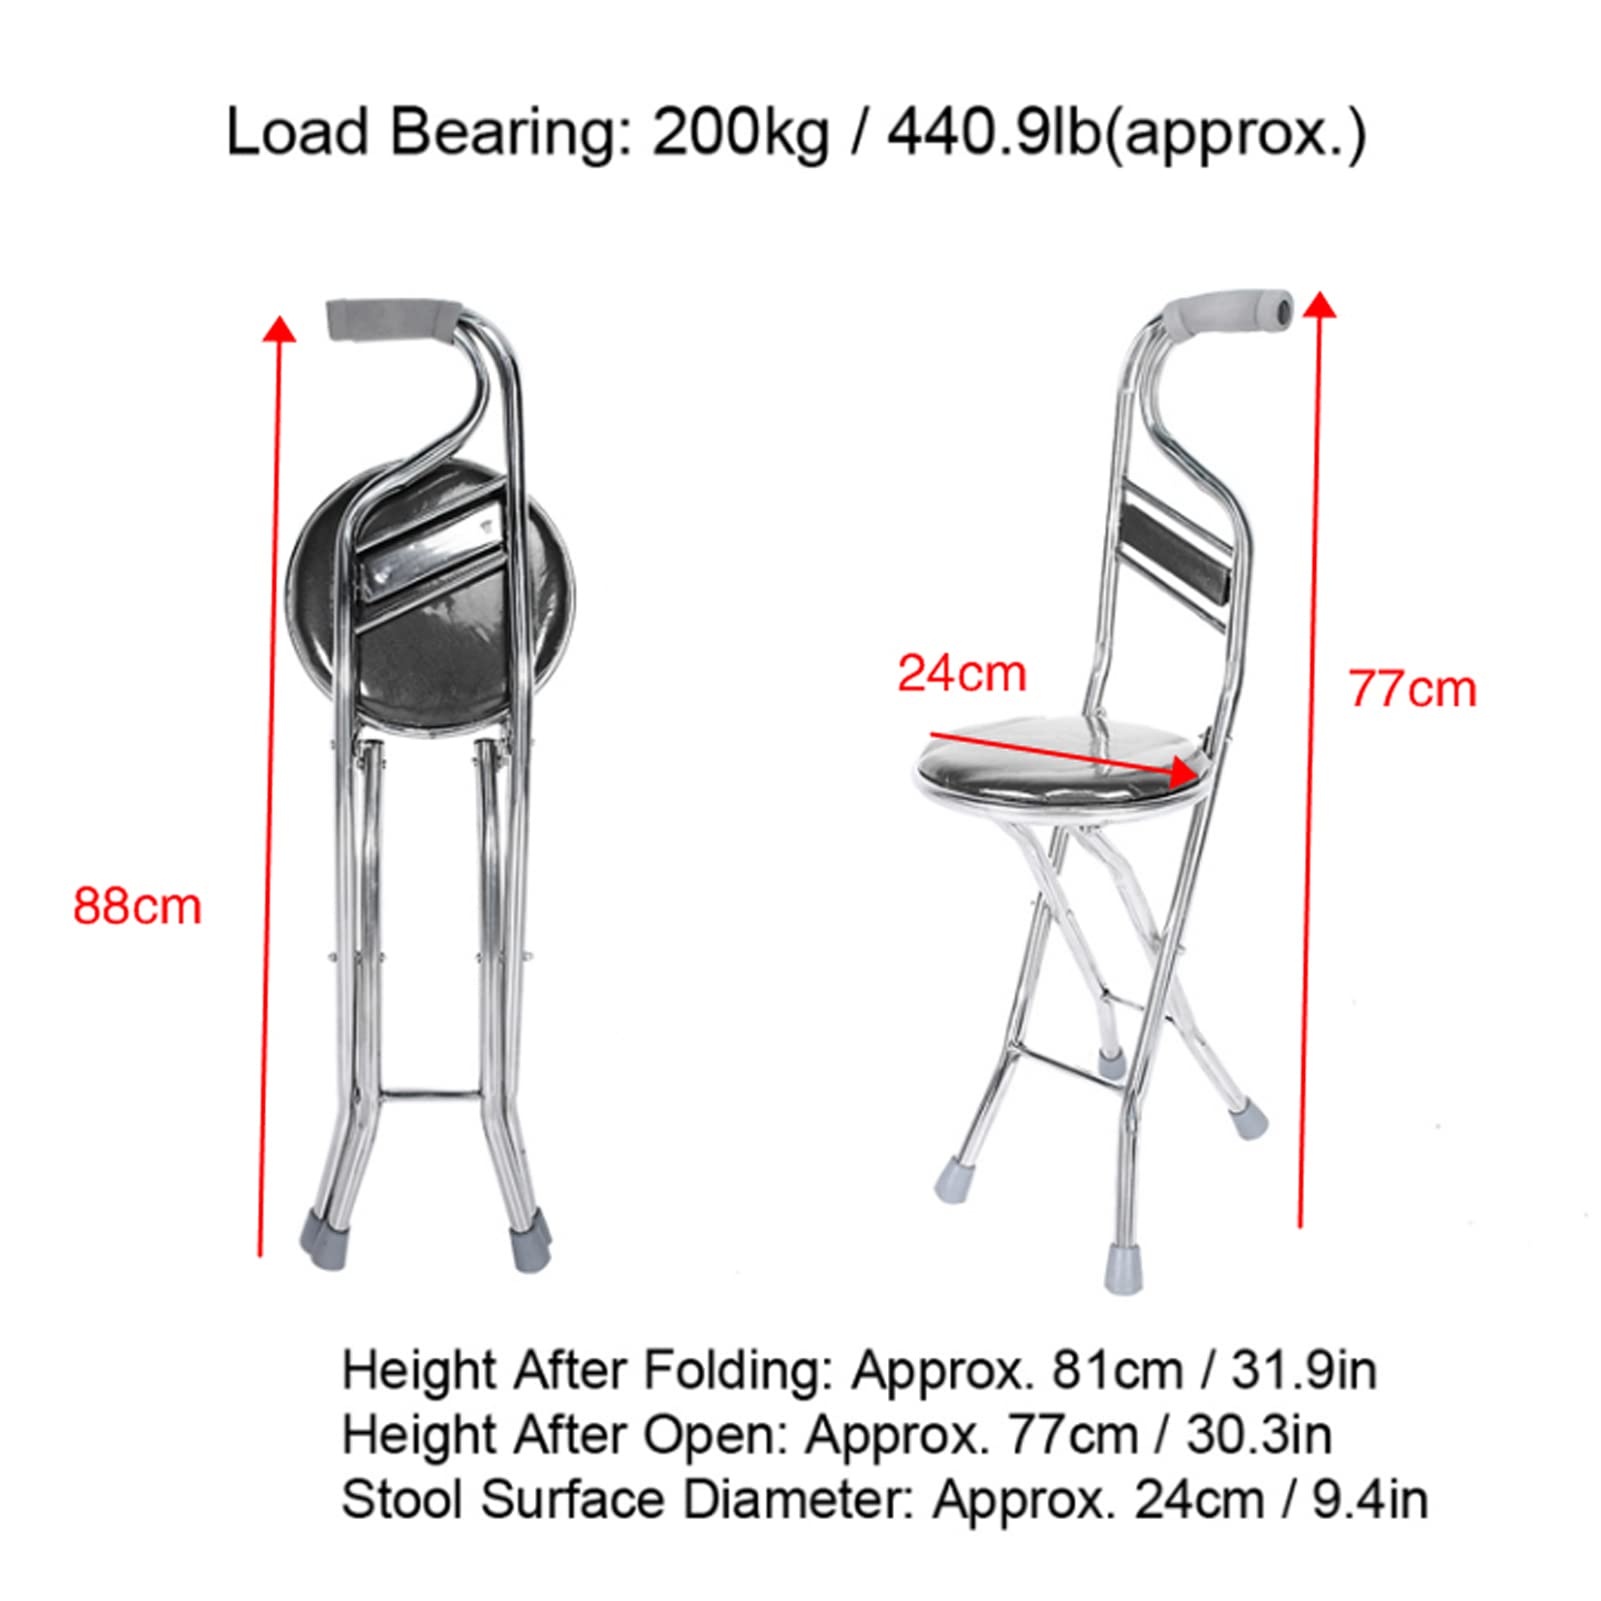 Load Bearing: 200kg / 440.9lb(approx.)
24cm
77cm
88cm
Height After Folding: Approx. 81cm / 31.9in
Height After Open: Approx. 77cm / 30.3in
Stool Surface Diameter: Approx. 24cm / 9.4in